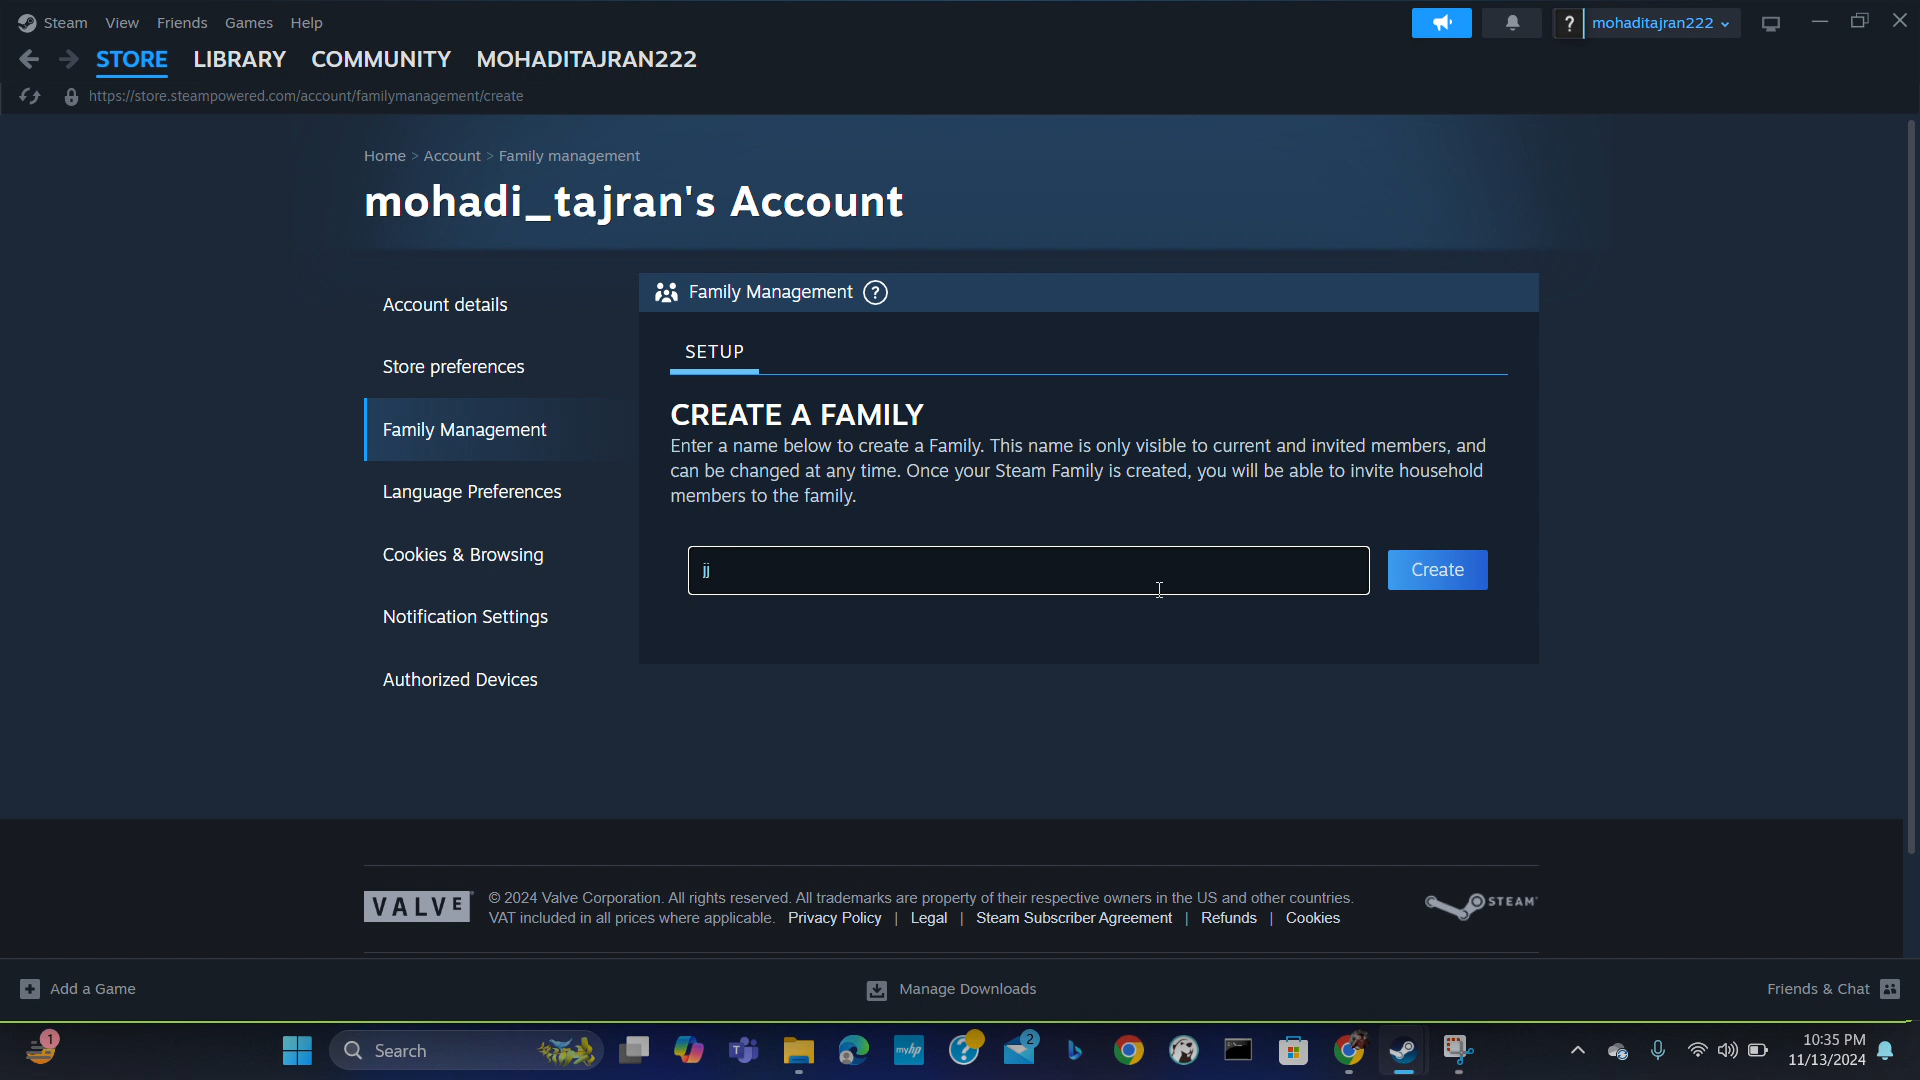 Steam View Friends Games Help
? mohaditajran222
STORE LIBRARY COMMUNITY MOHADITAJRAN222
https://store.steampowered.com/account/familymanagement/create
Home > Account > Family management
mohadi_tajran's Account
Account details
Store preferences
Family Management
Language Preferences
Cookies & Browsing
Notification Settings
Authorized Devices
Family Management ?
SETUP
CREATE A FAMILY
Enter a name below to create a Family. This name is only visible to current and invited members, and
can be changed at any time. Once your Steam Family is created, you will be able to invite household
members to the family.
jj
Create
VALVE
© 2024 Valve Corporation. All rights reserved. All trademarks are property of their respective owners in the US and other countries.
VAT included in all prices where applicable. Privacy Policy | Legal | Steam Subscriber Agreement | Refunds | Cookies
STEAM
Add a Game
Manage Downloads
Friends & Chat
1
Search
myhp
?
2
10:35 PM
11/13/2024